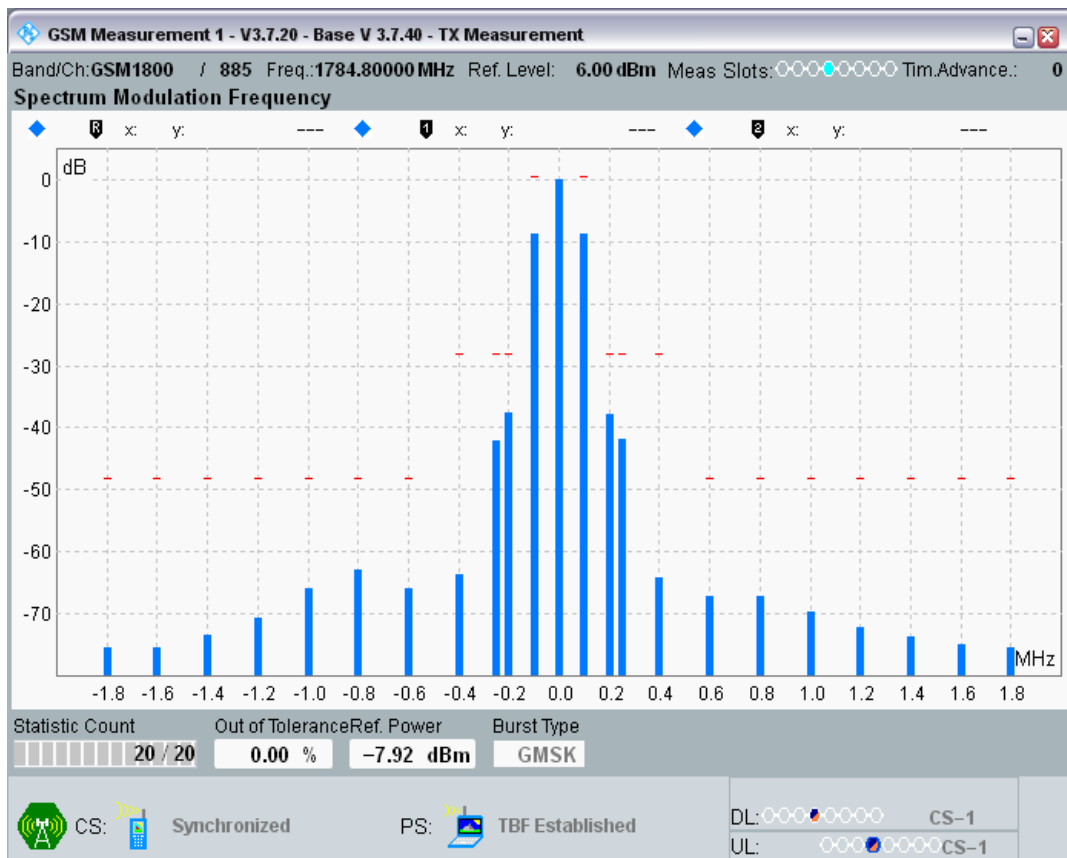 GSM Measurement 1 - V3.7.20 - Base V 3.7.40 - TX Measurement
Band/Ch:GSM1800 / 885 Freq.:1784.80000 MHz Ref. Level: 6.00 dBm Meas Slots: Tim.Advance.: 0
Spectrum Modulation Frequency
R x: y: --- 1 x: y: --- 2 x: y: ---
dB
0
-10
-20
-30
-40
-50
-60
-70
MHz
-1.8 -1.6 -1.4 -1.2 -1.0 -0.8 -0.6 -0.4 -0.2 0.0 0.2 0.4 0.6 0.8 1.0 1.2 1.4 1.6 1.8
Statistic Count Out of Tolerance Ref. Power Burst Type
20 / 20 0.00 % −7.92 dBm GMSK
CS: Synchronized PS: TBF Established
DL: CS−1
UL: CS−1